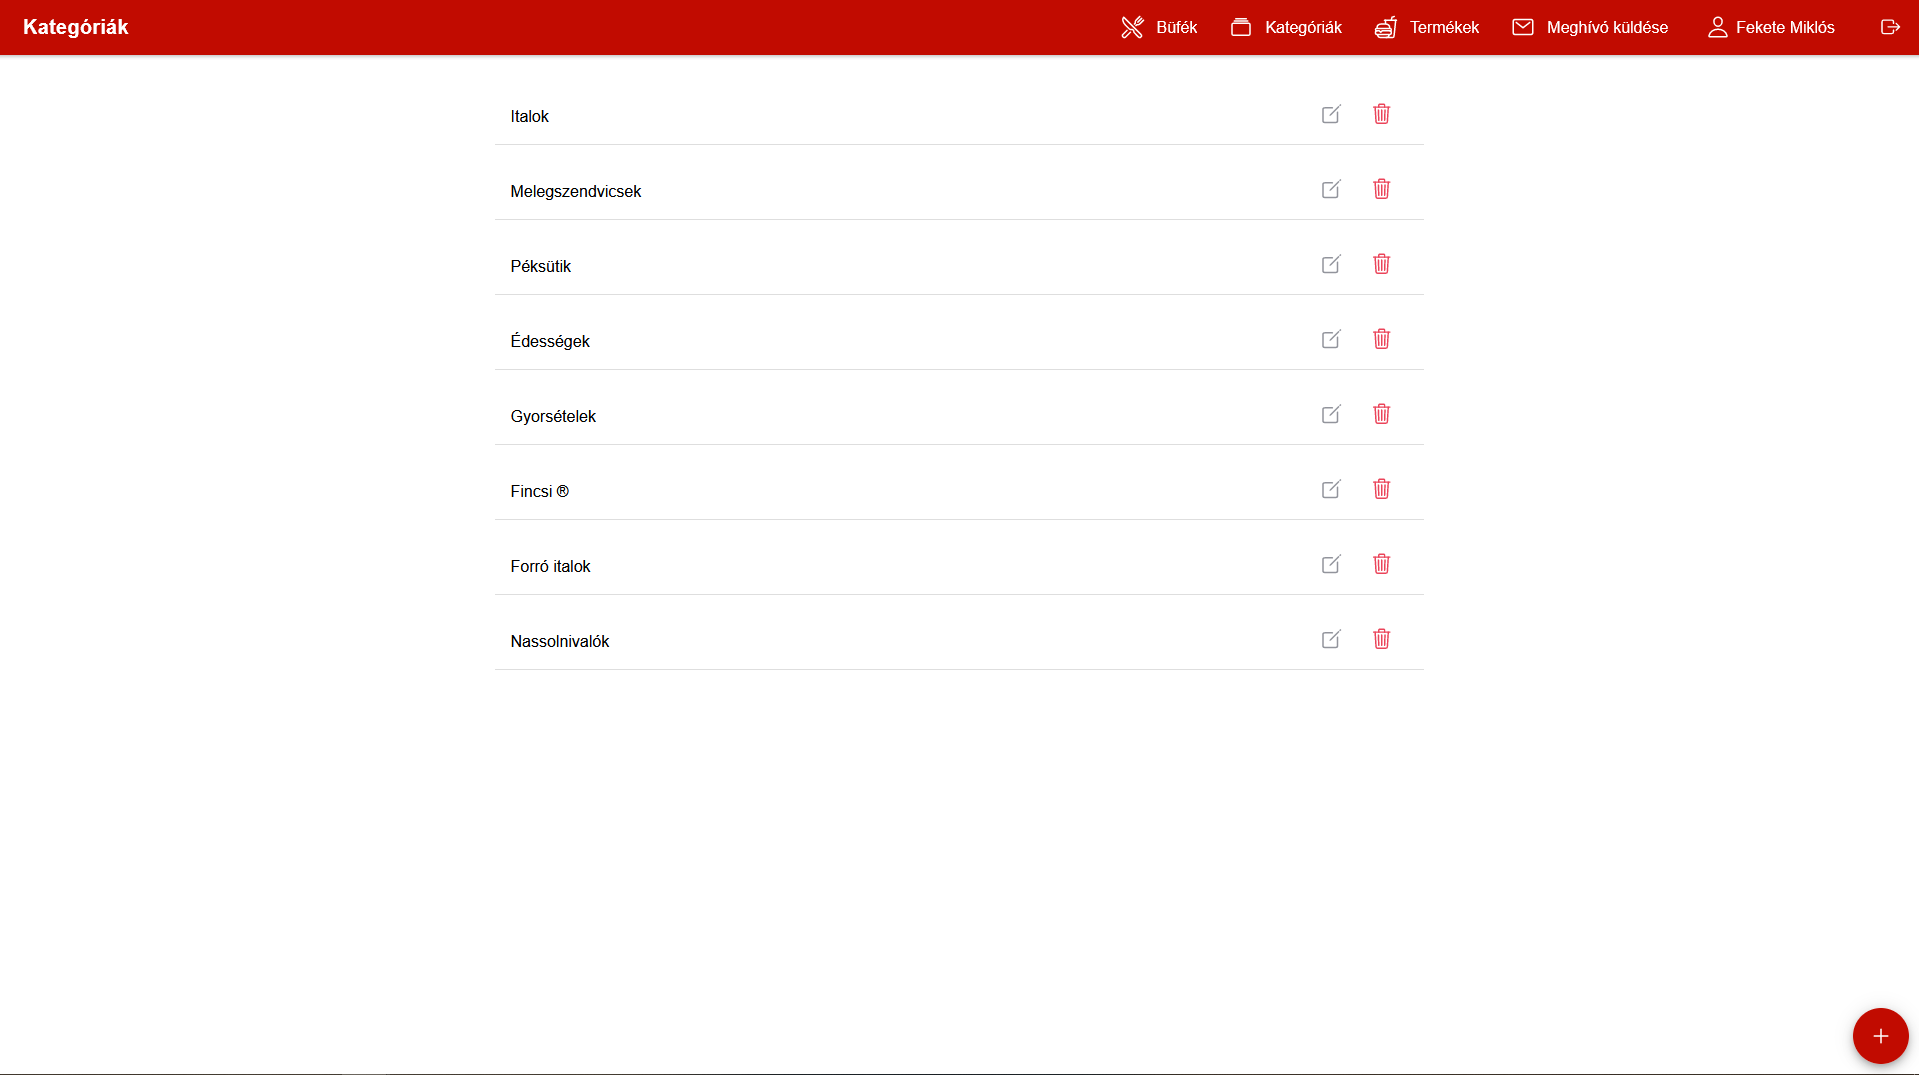 Kategóriák
Büfék
Kategóriák
Termékek
Meghívó küldése
Fekete Miklós
Italok
Melegszendvicsek
Péksütik
Édességek
Gyorsételek
Fincsi ®
Forró italok
Nassolnivalók